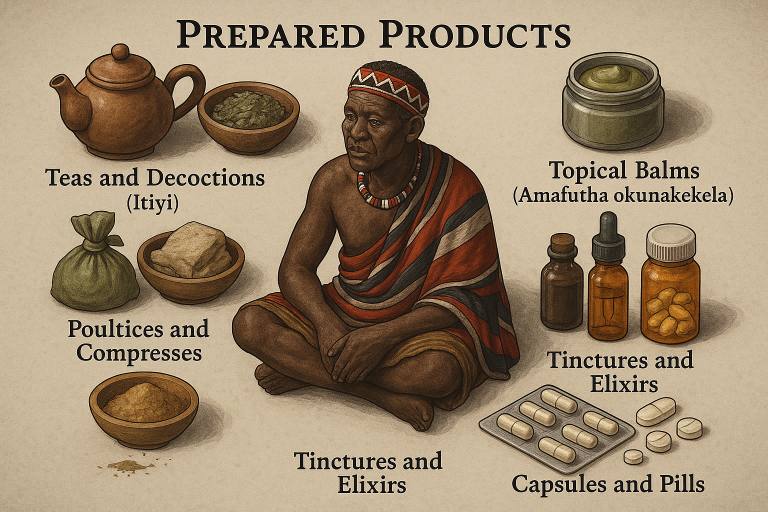 PREPARED PRODUCTS
Teas and Decoctions
(Itiyi)
Topical Balms
(Amafutha okunakekela)
Poultices and
Compresses
Tinctures and
Elixirs
Tinctures and
Elixirs
Capsules and Pills